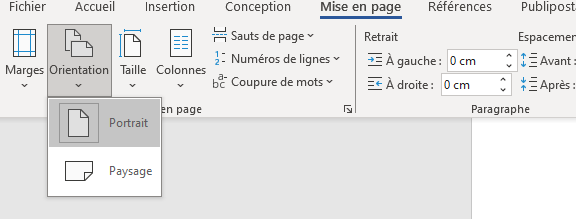 Fichier Accueil Insertion Conception Mise en page Références Publipost
Marges Orientation Taille Colonnes
Sauts de page
Numéros de lignes
Coupure de mots
en page
Retrait Espacemen
À gauche : 0 cm Avant :
À droite : 0 cm Après :
Paragraphe
Portrait
Paysage